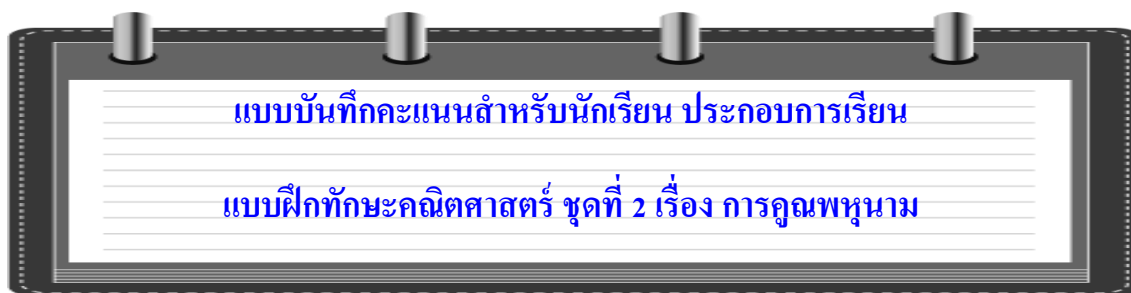 แบบบันทึกคะแนนสำหรับนักเรียน ประกอบการเรียน
แบบฝึกทักษะคณิตศาสตร์ ชุดที่ 2 เรื่อง การคูณพหุนาม